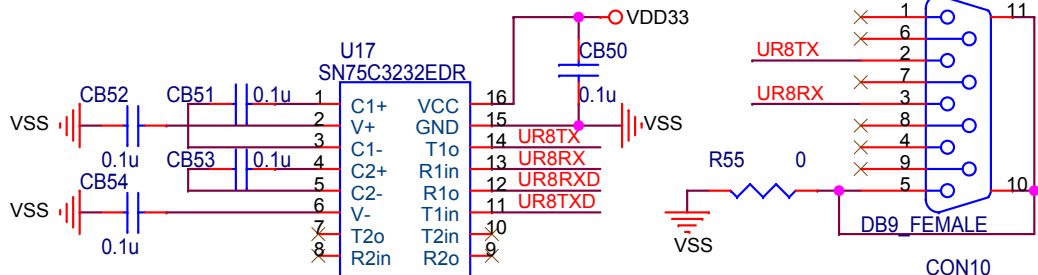 VDD33
U17
SN75C3232EDR
CB50
0.1u
VSS
CB52
CB51
0.1u
VSS
0.1u
CB53
0.1u
CB54
VSS
0.1u
1 C1+ VCC 16
2 V+ GND 15
3 C1- T1o 14 UR8TX
4 C2+ R1in 13 UR8RX
5 C2- R1o 12 UR8RXD
6 V- T1in 11 UR8TXD
7 T2o T2in 10
8 R2in R2o 9
1 11
6
UR8TX 2
7
UR8RX 3
8
4
9
R55 0
5 10
VSS
DB9_FEMALE
CON10